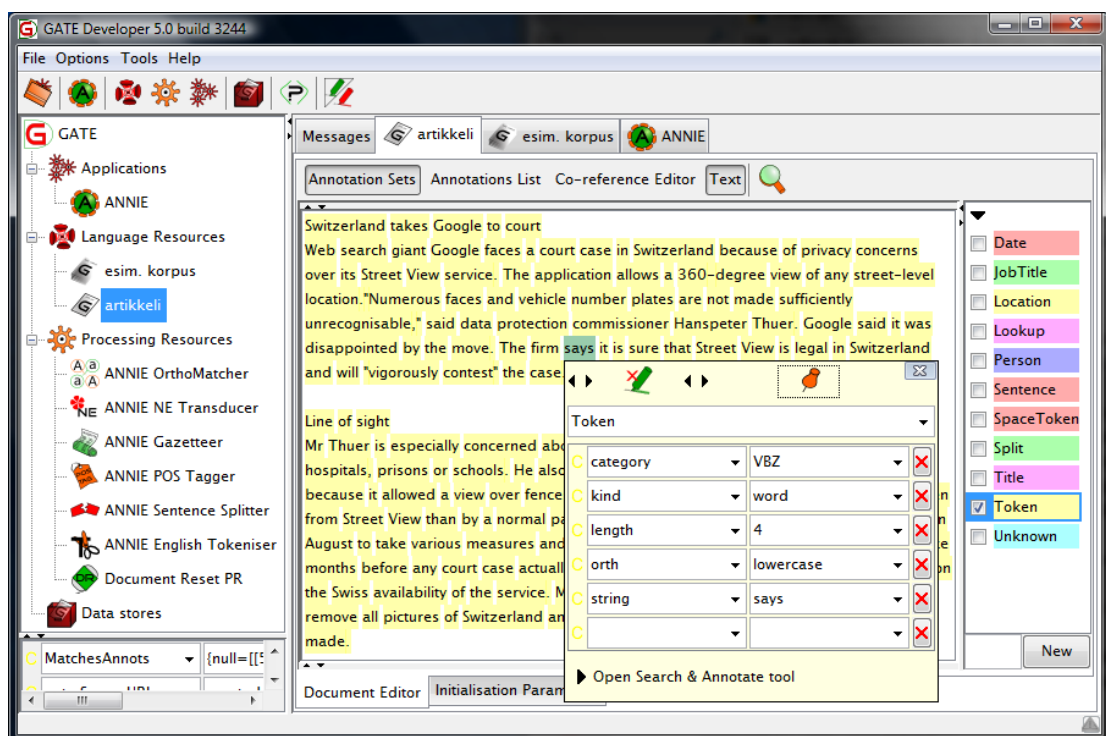 GATE Developer 5.0 build 3244
File Options Tools Help
GATE
Applications
ANNIE
Language Resources
esim. korpus
artikkeli
Processing Resources
ANNIE OrthoMatcher
ANNIE NE Transducer
ANNIE Gazetteer
ANNIE POS Tagger
ANNIE Sentence Splitter
ANNIE English Tokeniser
Document Reset PR
Data stores
C MatchesAnnots {null=[[5
Messages artikkeli esim. korpus ANNIE
Annotation Sets Annotations List Co-reference Editor Text
Switzerland takes Google to court
Web search giant Google faces a court case in Switzerland because of privacy concerns
over its Street View service. The application allows a 360-degree view of any street-level
location."Numerous faces and vehicle number plates are not made sufficiently
unrecognisable," said data protection commissioner Hanspeter Thuer. Google said it was
disappointed by the move. The firm says it is sure that Street View is legal in Switzerland
and will "vigorously contest" the case
Line of sight
Mr Thuer is especially concerned abo
hospitals, prisons or schools. He also
because it allowed a view over fence
from Street View than by a normal pa
August to take various measures and
months before any court case actuall
the Swiss availability of the service. M
remove all pictures of Switzerland an
made.
Token
C category VBZ
C kind word
C length 4
C orth lowercase
C string says
C
Open Search & Annotate tool
Document Editor Initialisation Param
Date
JobTitle
Location
Lookup
Person
Sentence
SpaceToken
Split
Title
Token
Unknown
New